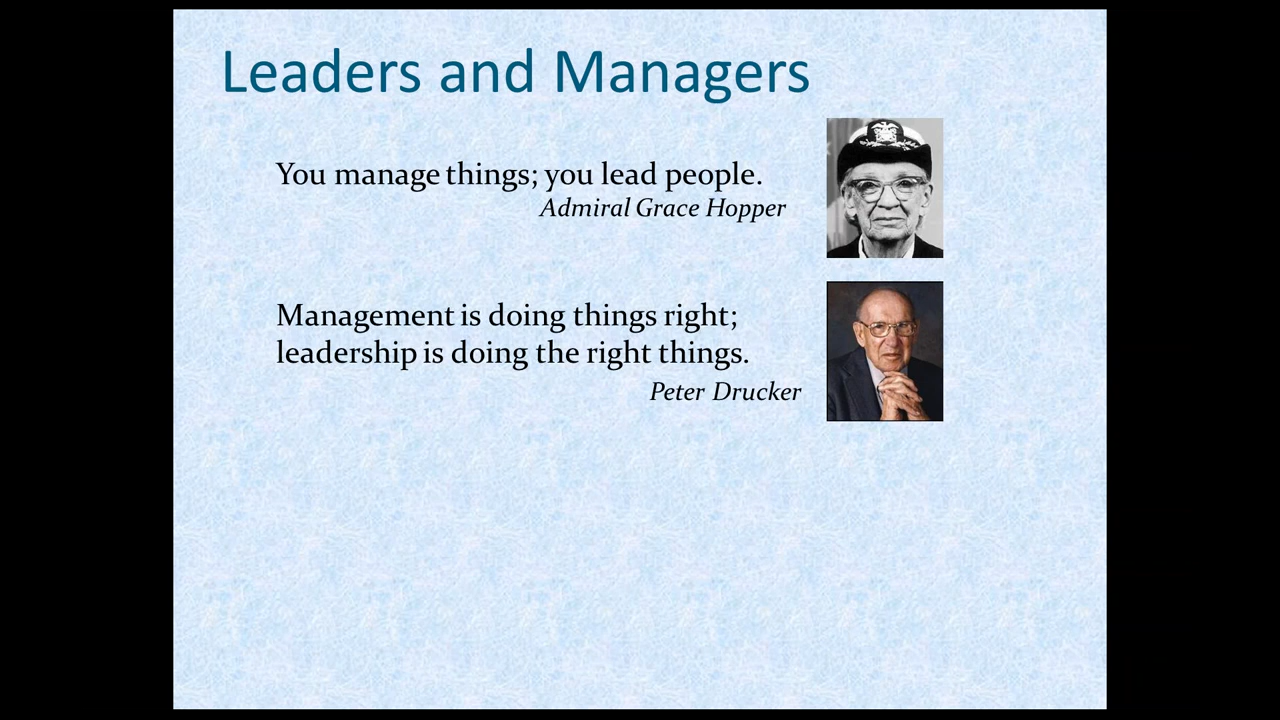 Leaders and Managers
You manage things; you lead people.
Admiral Grace Hopper
Management is doing things right;
leadership is doing the right things.
Peter Drucker